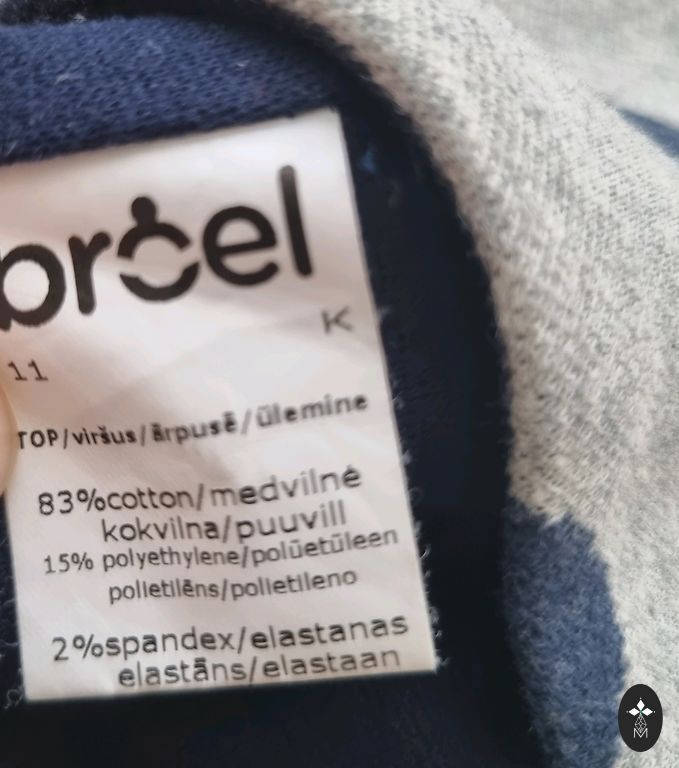 broel
K
11
TOP/viršus/ārpusē/ülemine
83%cotton/medvilnė
kokvilna/puuvill
15% polyethylene/polüetüleen
polietilēns/polietileno
2%spandex/elastanas
elastāns/elastaan
M